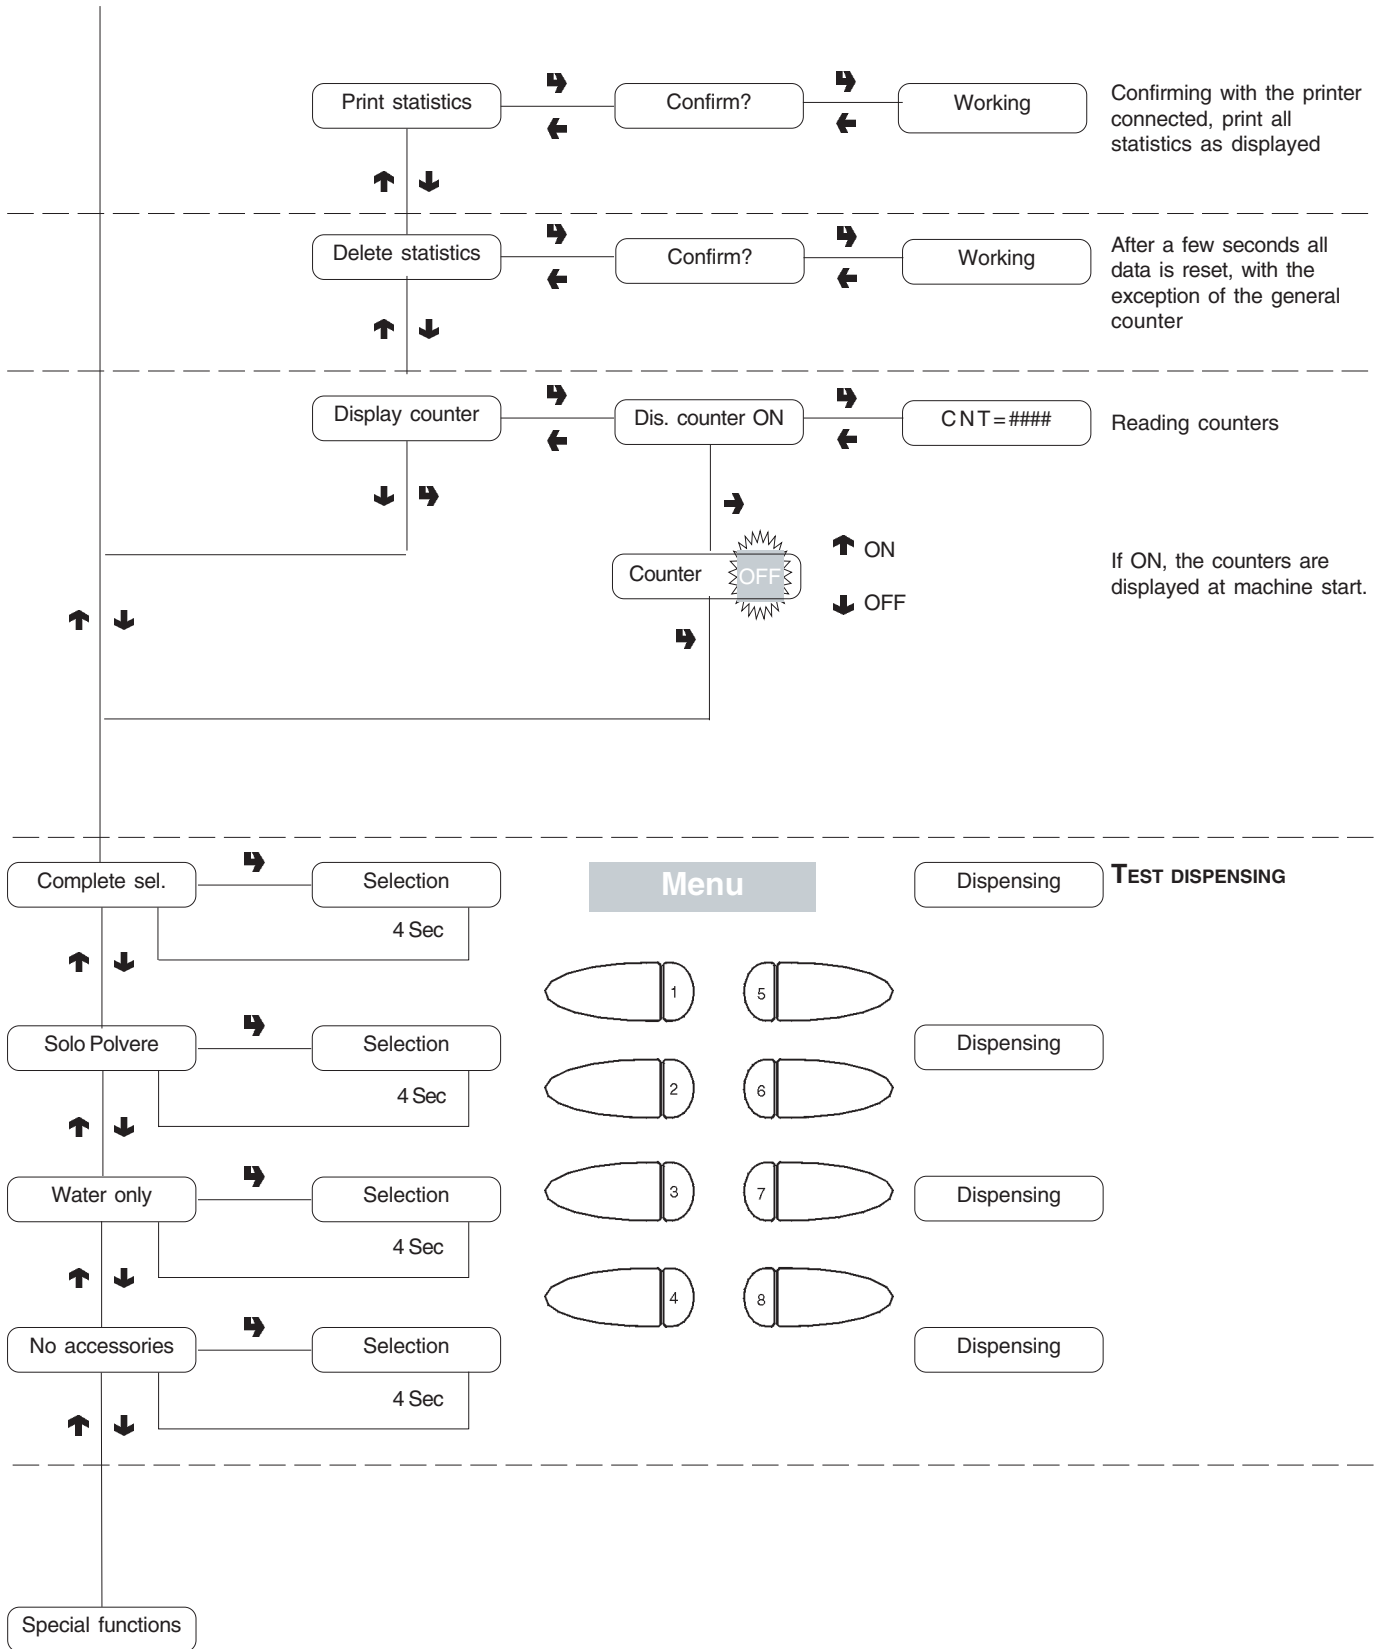 Print statistics
Confirm?
Working
Confirming with the printer
connected, print all
statistics as displayed
Delete statistics
Confirm?
Working
After a few seconds all
data is reset, with the
exception of the general
counter
Display counter
Dis. counter ON
CNT=####
Reading counters
Counter OFF
ON
OFF
If ON, the counters are
displayed at machine start.
Complete sel.
Selection
4 Sec
Menu
Dispensing
TEST DISPENSING
1
5
Solo Polvere
Selection
4 Sec
Dispensing
2
6
Water only
Selection
4 Sec
3
7
Dispensing
No accessories
Selection
4 Sec
4
8
Dispensing
Special functions